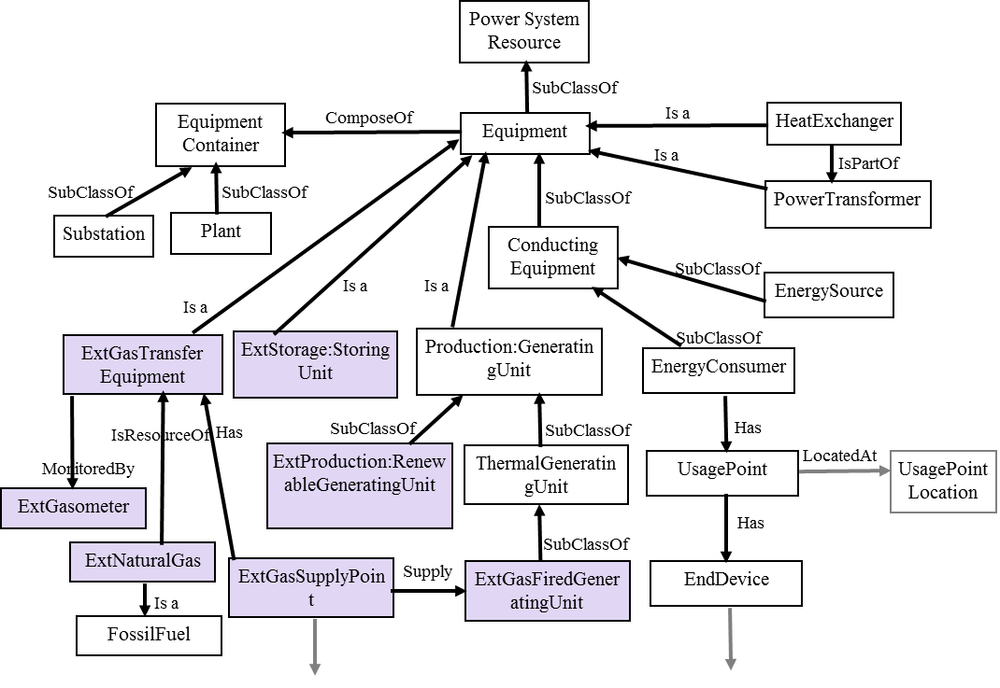 Power System
Resource
SubClassOf
Equipment
Container
ComposeOf
Equipment
Is a
HeatExchanger
Is a
IsPartOf
PowerTransformer
SubClassOf
SubClassOf
SubClassOf
Substation
Plant
Conducting
Equipment
SubClassOf
EnergySource
Is a
Is a
Is a
SubClassOf
ExtGasTransfer
Equipment
ExtStorage:Storing
Unit
Production:Generatin
gUnit
EnergyConsumer
IsResourceOf
Has
SubClassOf
SubClassOf
Has
MonitoredBy
ExtProduction:Renew
ableGeneratingUnit
ThermalGeneratin
gUnit
UsagePoint
LocatedAt
UsagePoint
Location
ExtGasometer
SubClassOf
Has
ExtNaturalGas
ExtGasSupplyPoin
t
Supply
ExtGasFiredGener
atingUnit
EndDevice
Is a
FossilFuel